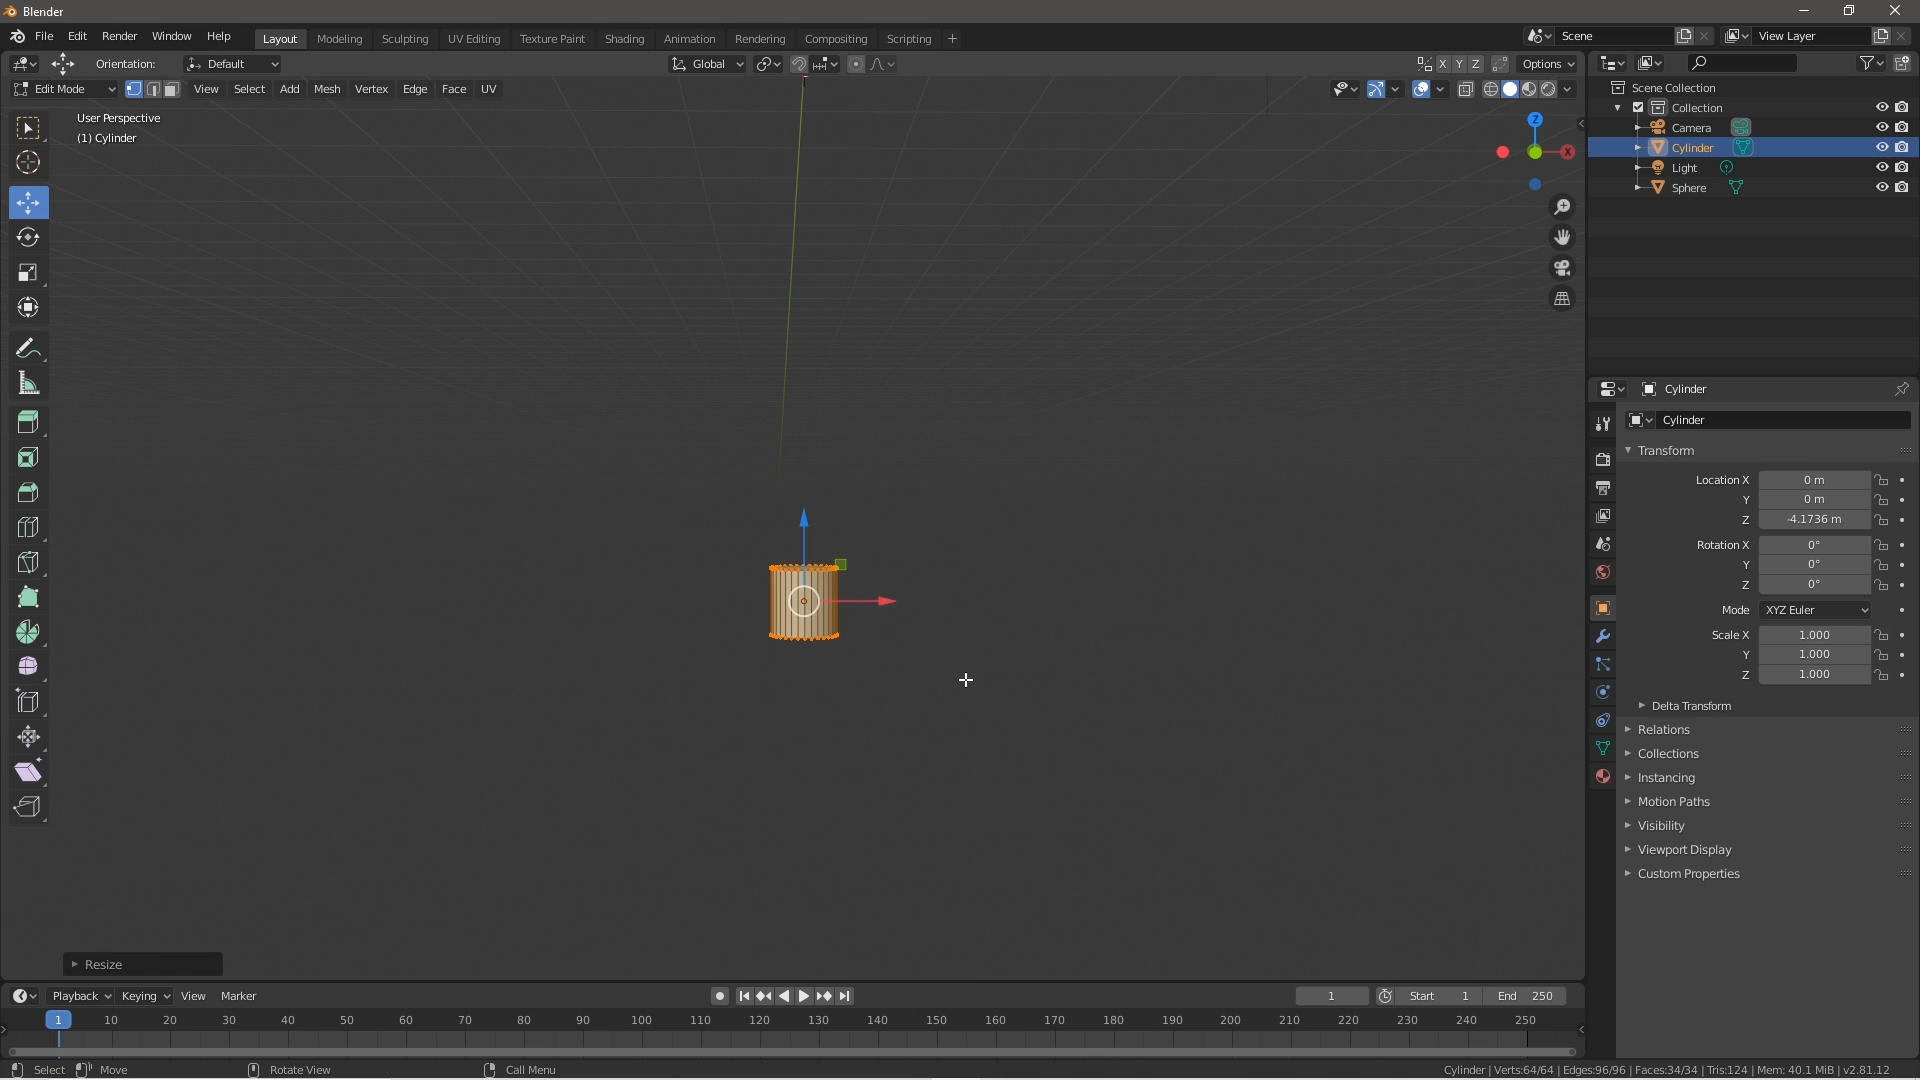 Blender
File Edit Render Window Help Layout Modeling Sculpting UV Editing Texture Paint Shading Animation Rendering Compositing Scripting + Scene View Layer
Orientation: Default Global X Y Z Options
Edit Mode View Select Add Mesh Vertex Edge Face UV
User Perspective
(1) Cylinder
Z
X
Scene Collection
Collection
Camera
Cylinder
Light
Sphere
Cylinder
Cylinder
Transform
Location X 0 m
Y 0 m
Z -4.1736 m
Rotation X 0°
Y 0°
Z 0°
Mode XYZ Euler
Scale X 1.000
Y 1.000
Z 1.000
Delta Transform
Relations
Collections
Instancing
Motion Paths
Visibility
Viewport Display
Custom Properties
Resize
Playback Keying View Marker 1 Start 1 End 250
1 10 20 30 40 50 60 70 80 90 100 110 120 130 140 150 160 170 180 190 200 210 220 230 240 250
Select Move Rotate View Call Menu Cylinder | Verts:64/64 | Edges:96/96 | Faces:34/34 | Tris:124 | Mem: 40.1 MiB | v2.81.12